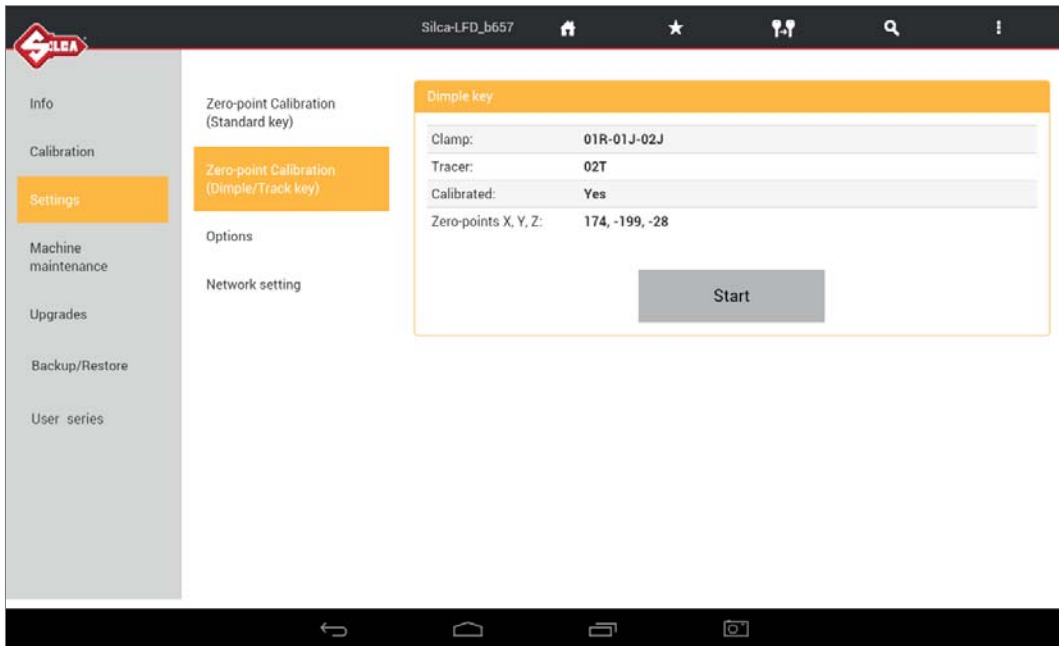 SILCA
Silca-LFD_b657
Info
Calibration
Settings
Machine
maintenance
Upgrades
Backup/Restore
User series
Zero-point Calibration
(Standard key)
Zero-point Calibration
(Dimple/Track key)
Options
Network setting
Dimple key
Clamp: 01R-01J-02J
Tracer: 02T
Calibrated: Yes
Zero-points X, Y, Z: 174, -199, -28
Start